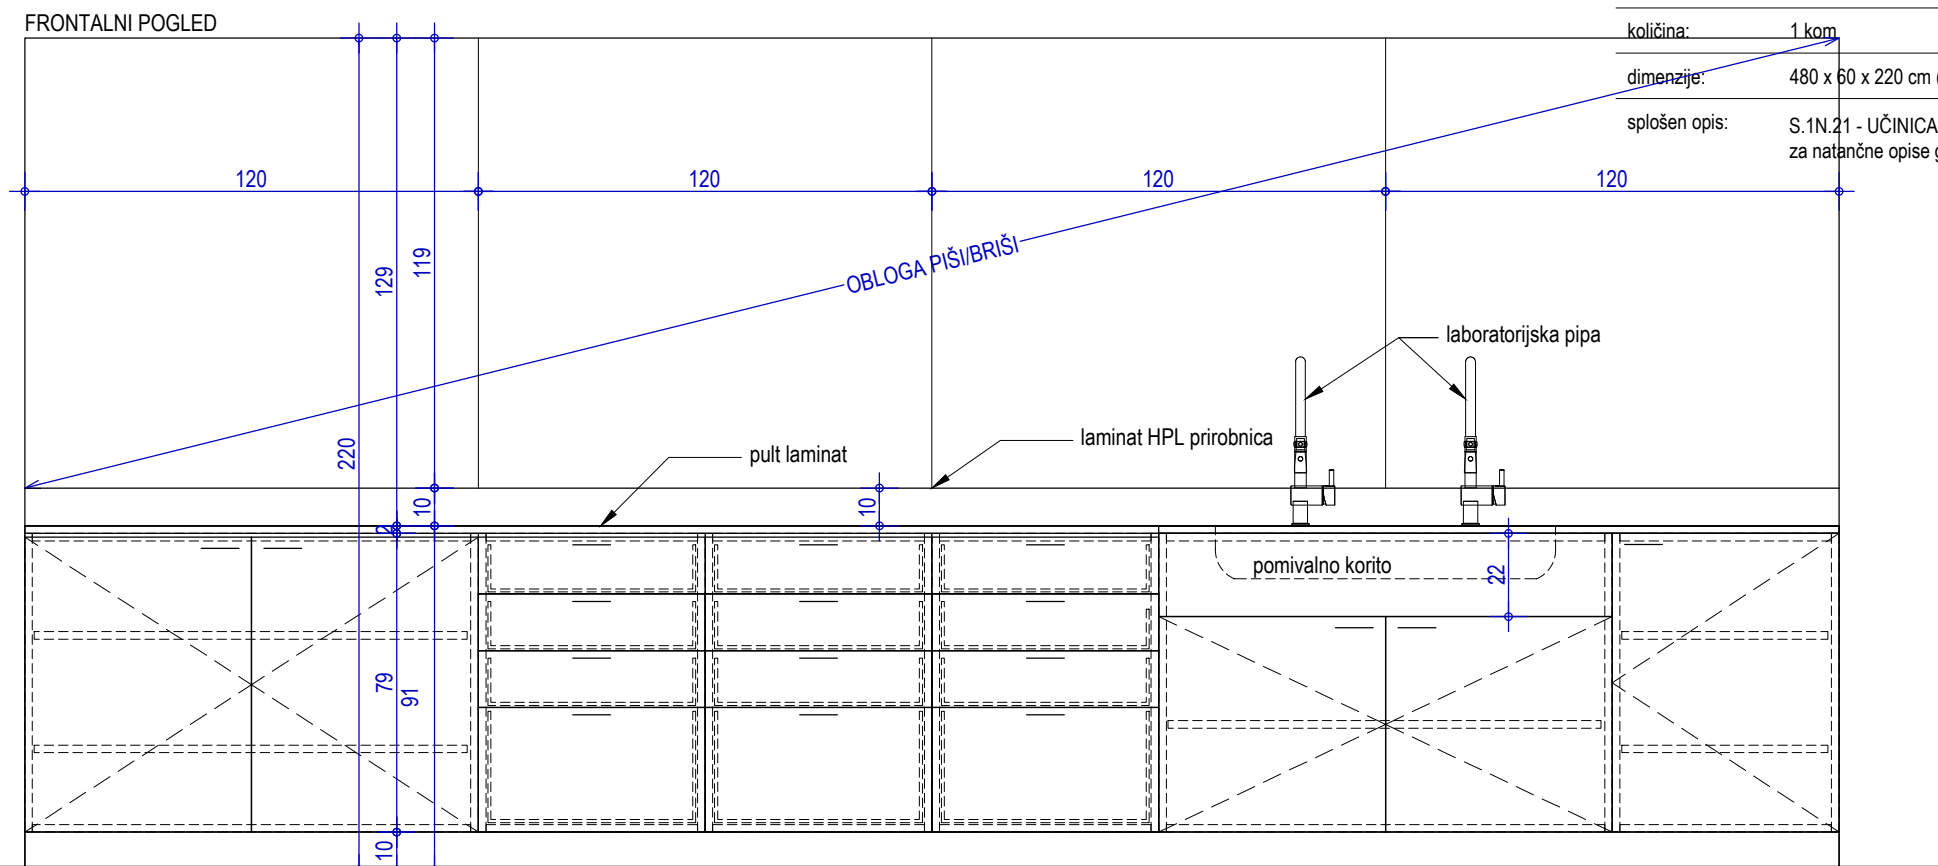 FRONTALNI POGLED
količina: 1 kom
dimenzije: 480 x 60 x 220 cm (
splošen opis: S.1N.21 - UČINICA
za natančne opise g
120 120 120 120
129
119
OBLOGA PIŠI/BRIŠI
laboratorijska pipa
220
pult laminat
laminat HPL prirobnica
10
10
2
pomivalno korito
22
79
91
10